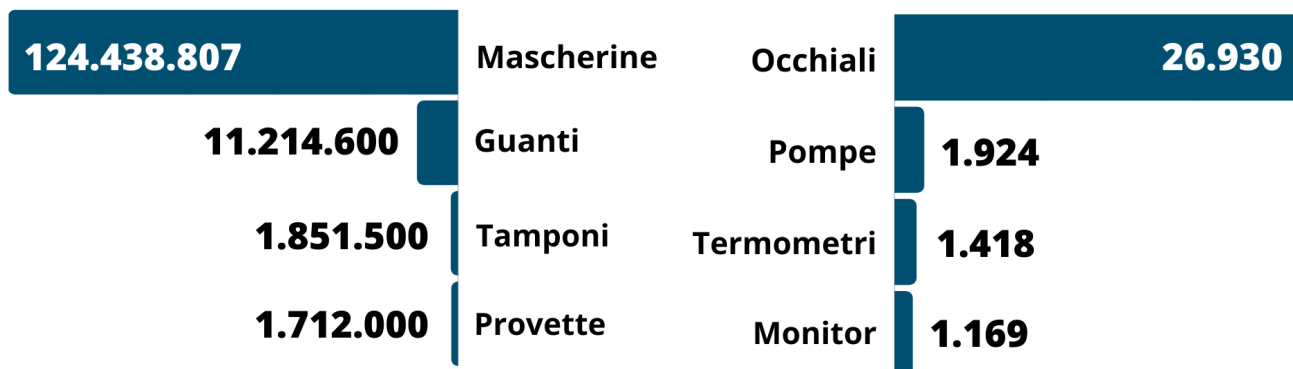 124.438.807 Mascherine
11.214.600 Guanti
1.851.500 Tamponi
1.712.000 Provette
Occhiali 26.930
Pompe 1.924
Termometri 1.418
Monitor 1.169